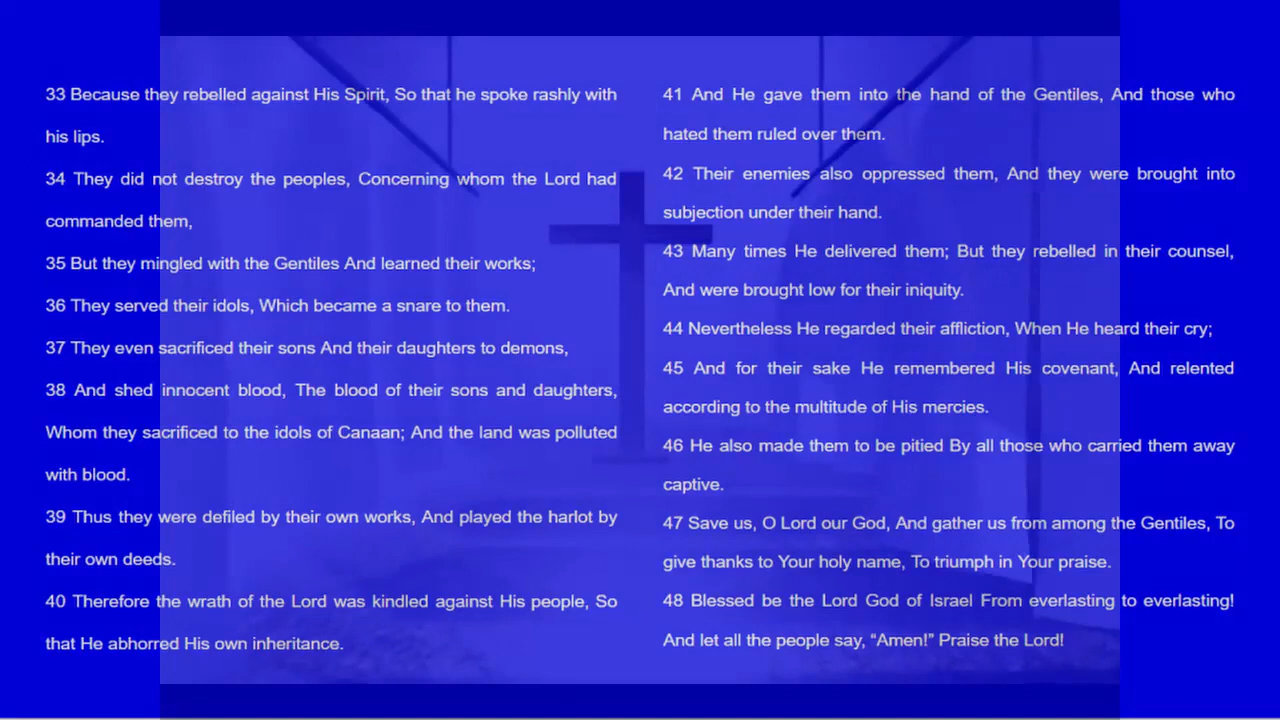 33 Because they rebelled against His Spirit, So that he spoke rashly with
his lips.
34 They did not destroy the peoples, Concerning whom the Lord had
commanded them,
35 But they mingled with the Gentiles And learned their works;
36 They served their idols, Which became a snare to them.
37 They even sacrificed their sons And their daughters to demons,
38 And shed innocent blood, The blood of their sons and daughters,
Whom they sacrificed to the idols of Canaan; And the land was polluted
with blood.
39 Thus they were defiled by their own works, And played the harlot by
their own deeds.
40 Therefore the wrath of the Lord was kindled against His people, So
that He abhorred His own inheritance.
41 And He gave them into the hand of the Gentiles, And those who
hated them ruled over them.
42 Their enemies also oppressed them, And they were brought into
subjection under their hand.
43 Many times He delivered them; But they rebelled in their counsel,
And were brought low for their iniquity.
44 Nevertheless He regarded their affliction, When He heard their cry;
45 And for their sake He remembered His covenant, And relented
according to the multitude of His mercies.
46 He also made them to be pitied By all those who carried them away
captive.
47 Save us, O Lord our God, And gather us from among the Gentiles, To
give thanks to Your holy name, To triumph in Your praise.
48 Blessed be the Lord God of Israel From everlasting to everlasting!
And let all the people say, “Amen!” Praise the Lord!